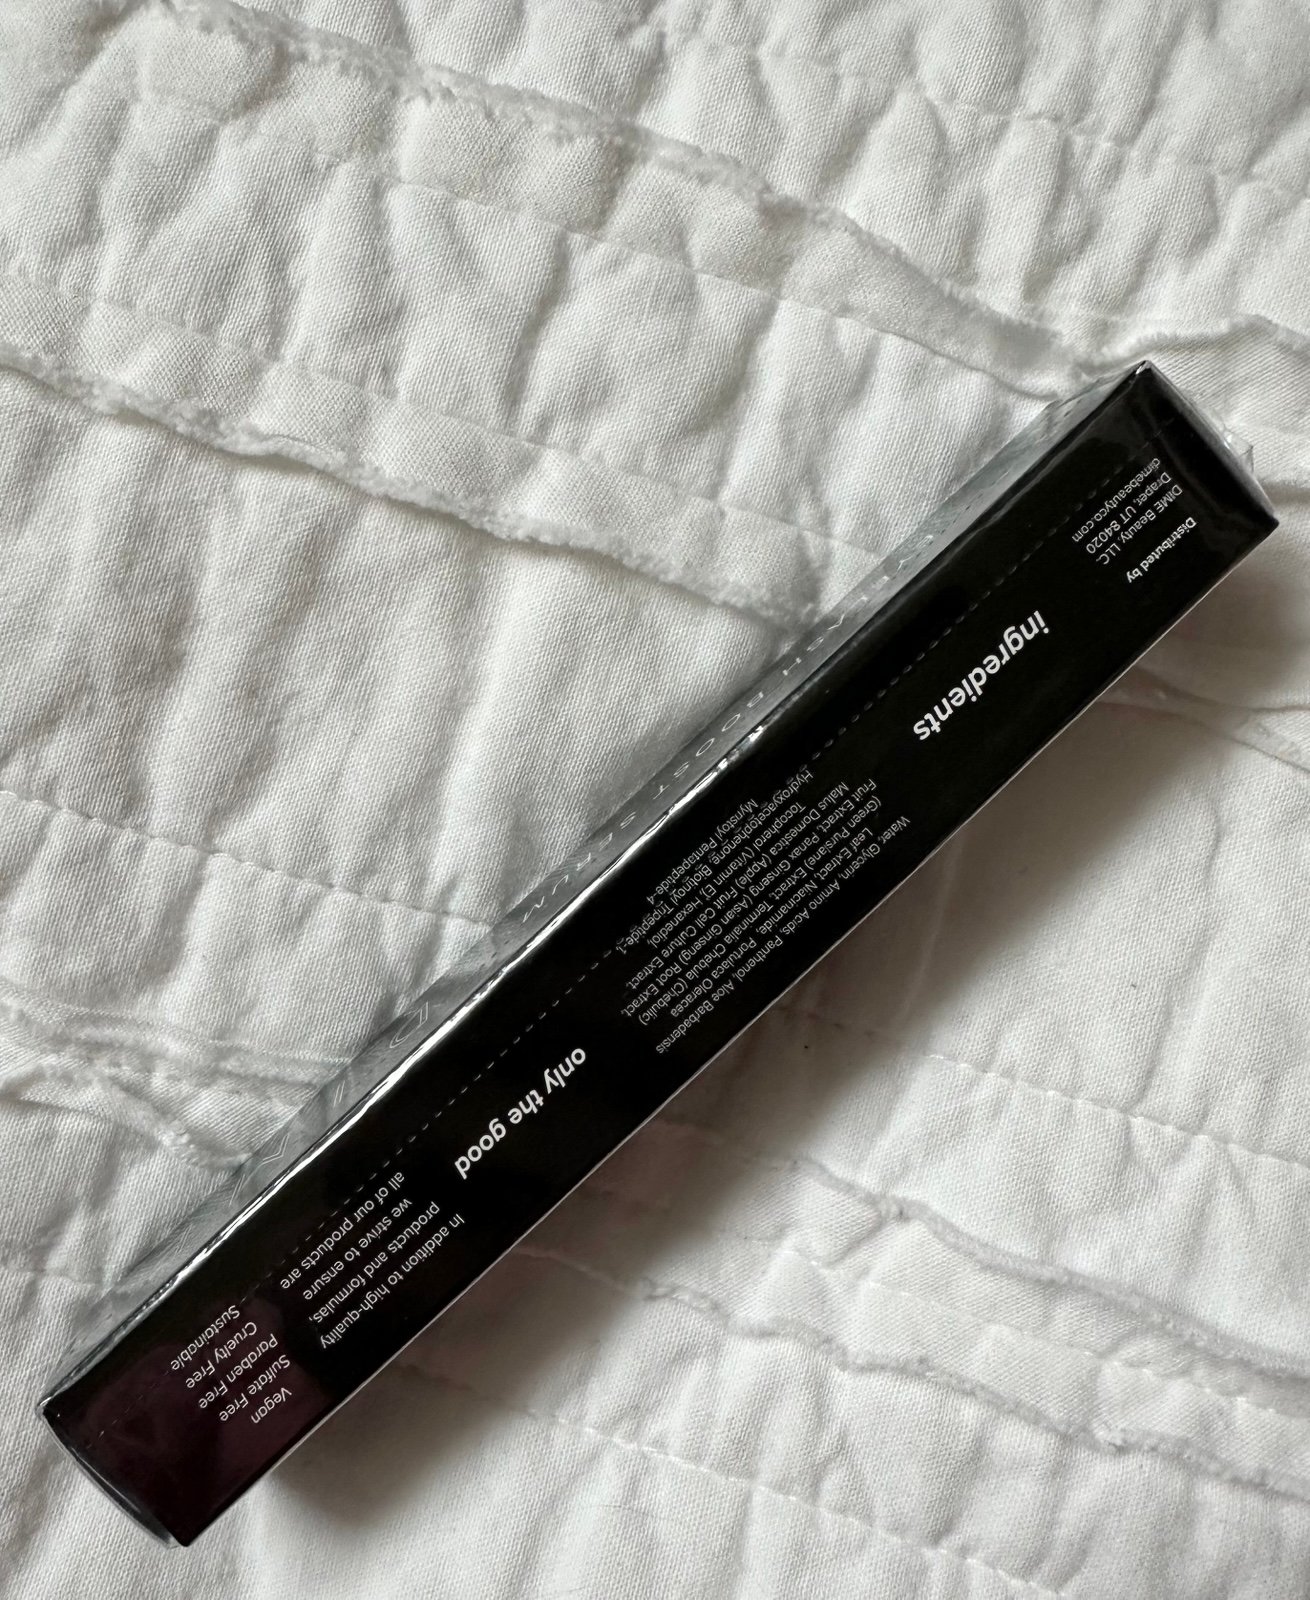 Distributed by
DIME Beauty, LLC
Draper, UT 84020
dimebeautyco.com
ingredients
Water, Glycerin, Amino Acids, Panthenol, Aloe Barbadensis
Leaf Extract, Niacinamide, Portulaca Oleracea
(Green Purslane) Extract, Terminalia Chebula (Chebulic)
Fruit Extract, Panax Ginseng (Asian Ginseng) Root Extract,
Malus Domestica (Apple) Fruit Cell Culture Extract,
Tocopherol (Vitamin E), Hexanediol,
Hydroxyacetophenone, Biotinoyl Tripeptide-1,
Myristoyl Pentapeptide-4
only the good
In addition to high-quality
products and formulas,
we strive to ensure
all of our products are
Vegan
Sulfate Free
Paraben Free
Cruelty Free
Sustainable
EYELASH BOOST SERUM